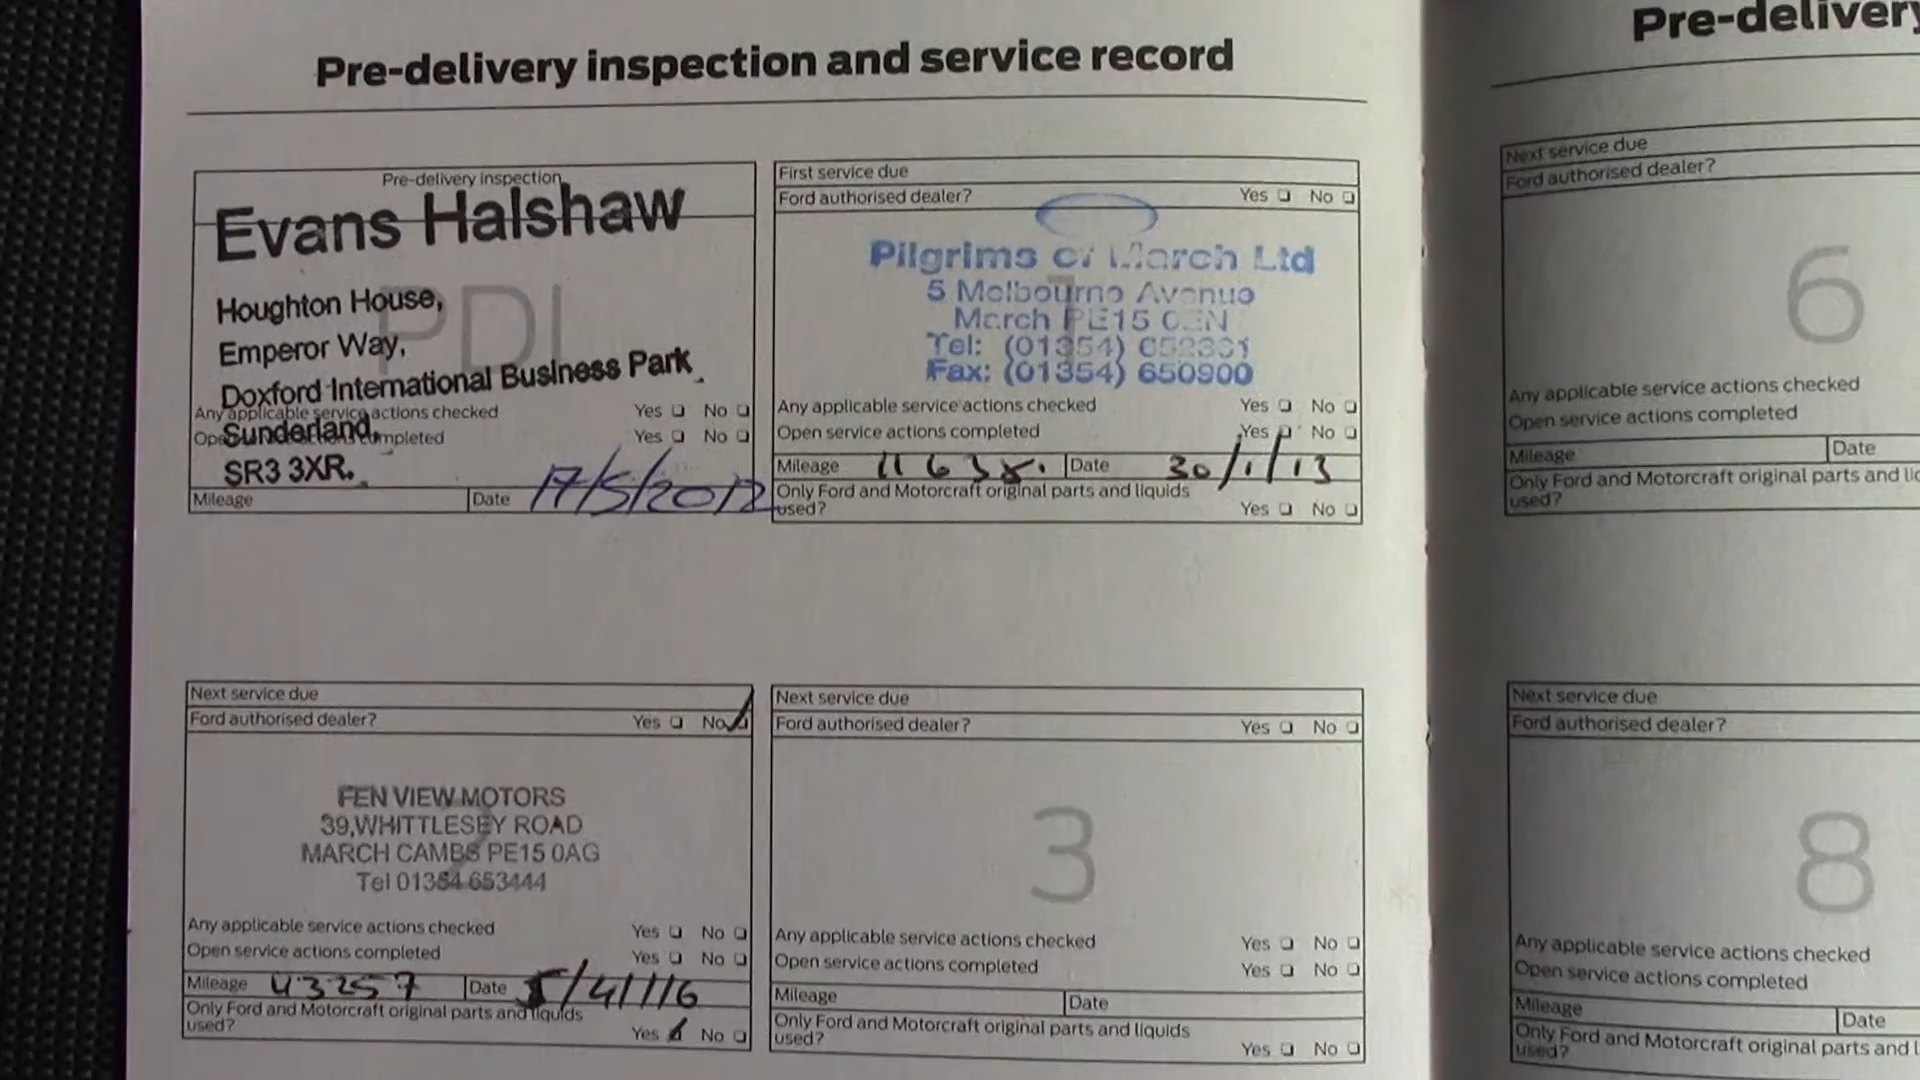 Pre-delivery inspection and service record
Pre-delivery inspection
Evans Halshaw
PDI
Houghton House,
Emperor Way,
Doxford International Business Park
Any applicable service actions checked Yes No
Sunderland,
completed Yes No
SR3 3XR.
Mileage Date 17/5/2012
First service due
Ford authorised dealer? Yes No
Pilgrims of March Ltd
1
5 Melbourne Avenue
March PE15 0EN
Tel: (01354)
Fax: (01354) 650900
Any applicable service actions checked Yes No
Open service actions completed Yes No
Mileage 11638. Date 30/1/13
Only Ford and Motorcraft original parts and liquids
used? Yes No
Next service due
Ford authorised dealer? Yes No
FEN VIEW MOTORS
39,WHITTLESEY ROAD
MARCH CAMBS PE15 0AG
2
Tel 01354 653444
Any applicable service actions checked Yes No
Open service actions completed Yes No
Mileage 43257 Date
Only Ford and Motorcraft original parts and liquids
used? Yes No
Next service due
Ford authorised dealer? Yes No
3
Any applicable service actions checked Yes No
Open service actions completed Yes No
Mileage Date
Only Ford and Motorcraft original parts and liquids
used? Yes No
Pre-delivery
Next service due
Ford authorised dealer?
6
Any applicable service actions checked
Open service actions completed
Mileage Date
Only Ford and Motorcraft original parts and
used?
Next service due
Ford authorised dealer?
8
Any applicable service actions checked
Open service actions completed
Mileage Date
Only Ford and Motorcraft original parts and
used?